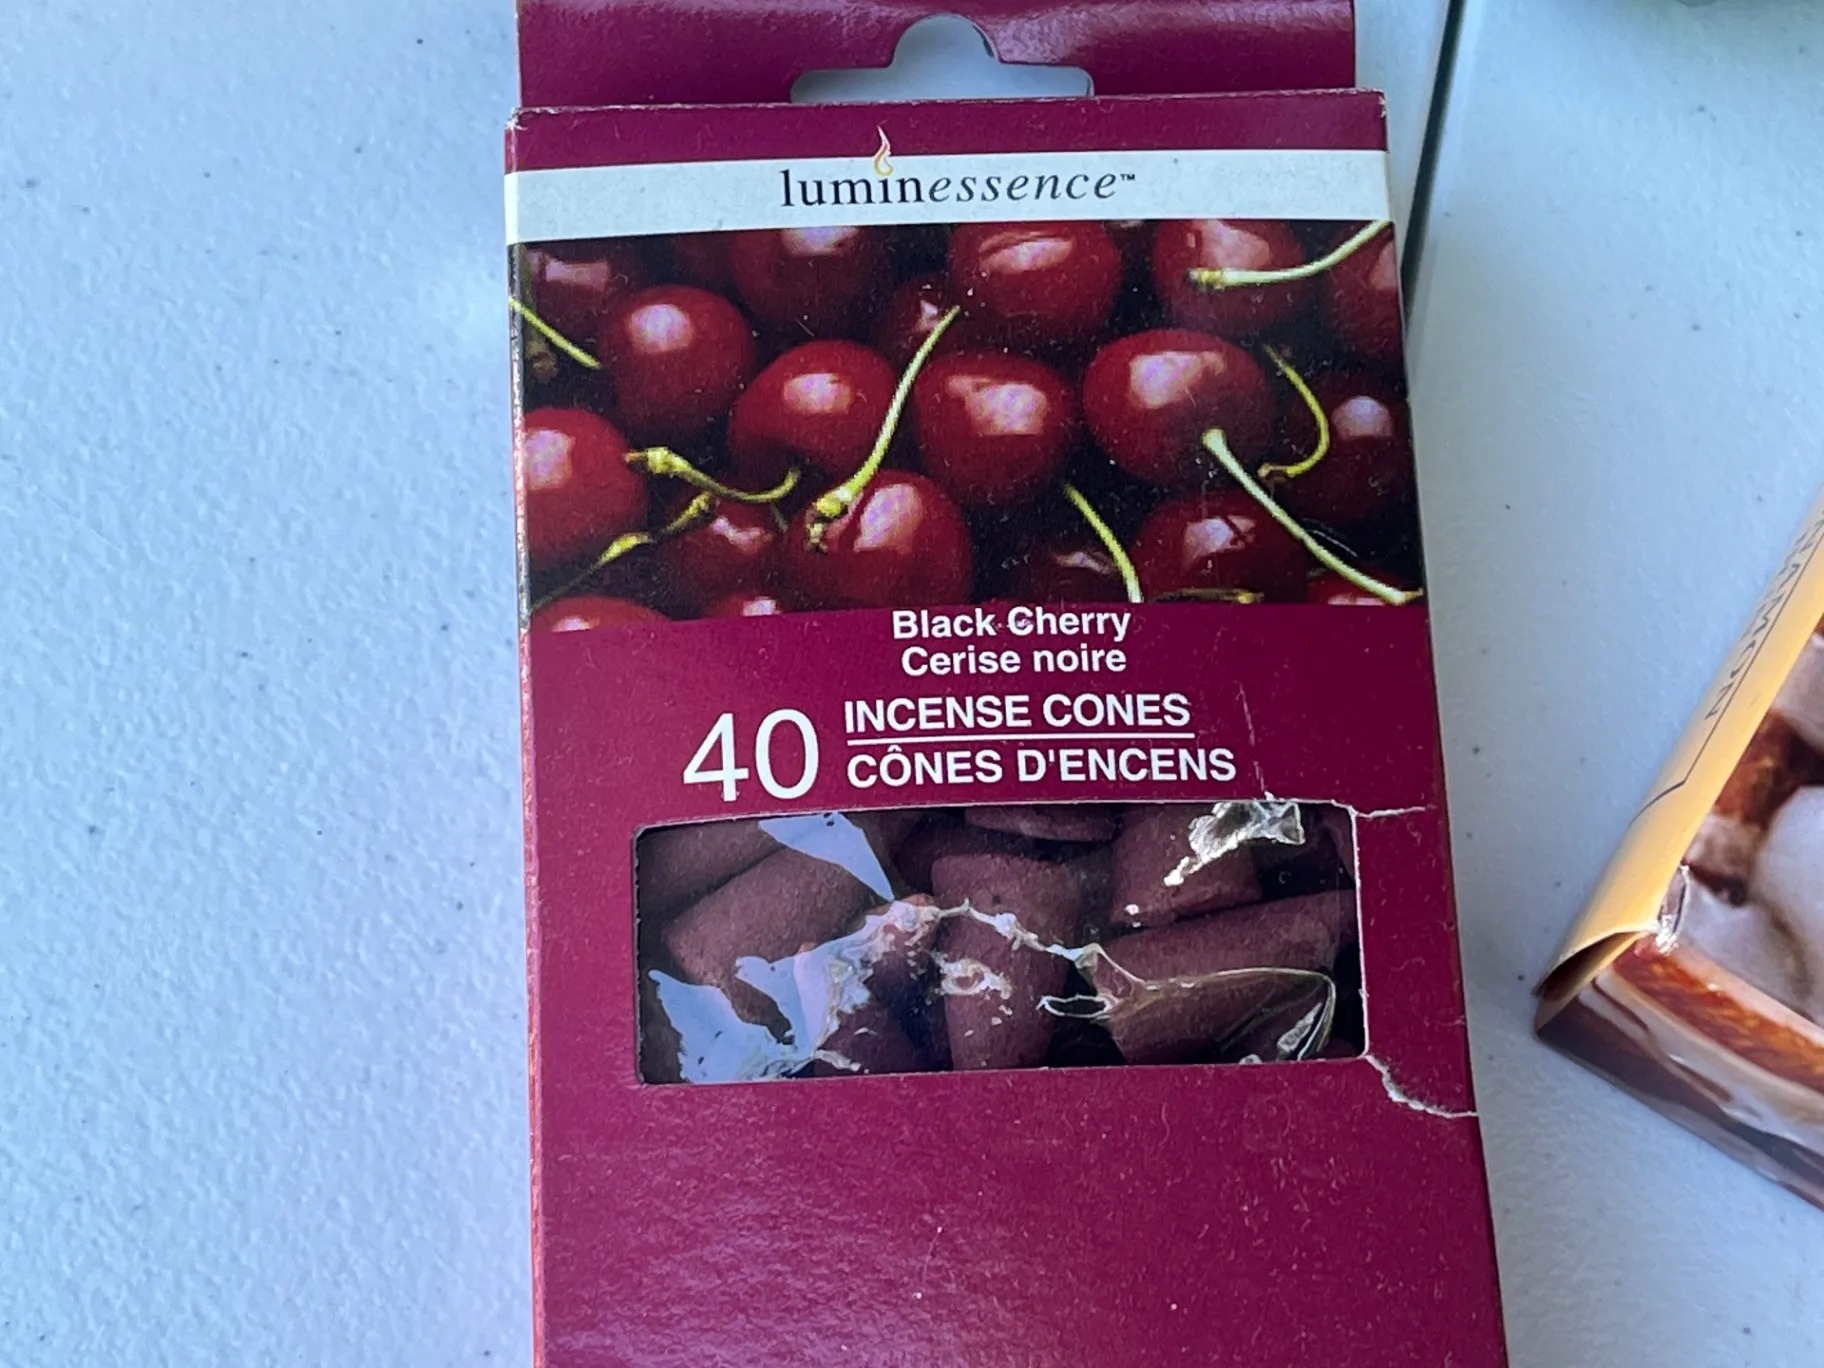 luminessence™
Black Cherry
Cerise noire
40
INCENSE CONES
CÔNES D'ENCENS